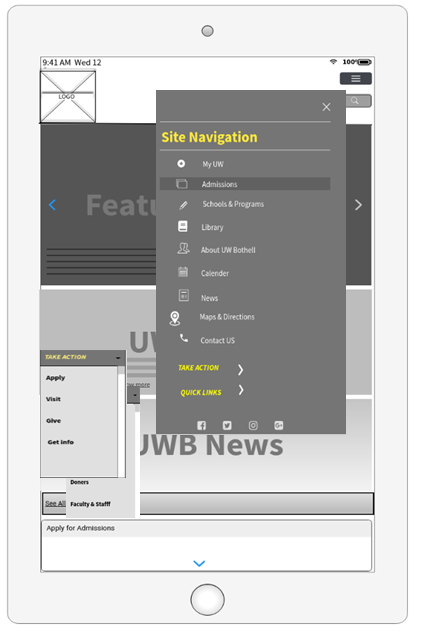 9:41 AM Wed 12
100%
LOGO
Site Navigation
My UW
Admissions
Schools & Programs
Library
About UW Bothell
Calender
News
Maps & Directions
Contact US
TAKE ACTION
QUICK LINKS
Featu
UW
TAKE ACTION
Apply
Visit
Give
Get info
more
UWB News
Doners
Faculty & Stafff
See All
Apply for Admissions